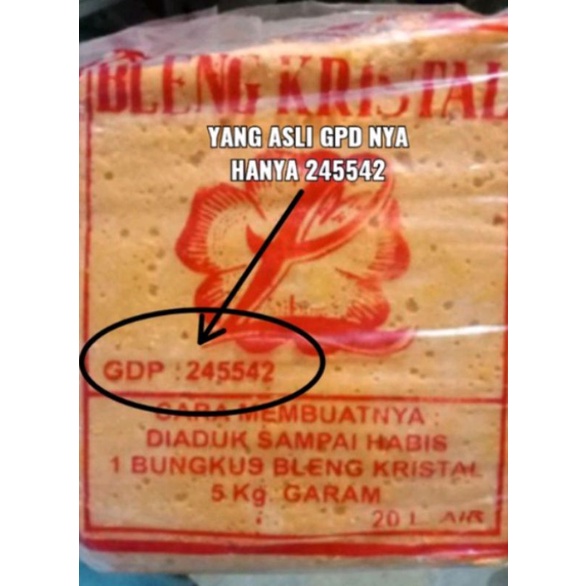 BLENG KRISTAL
YANG ASLI GPD NYA
HANYA 245542
GDP : 245542
CARA MEMBUATNYA :
DIADUK SAMPAI HABIS
1 BUNGKUS BLENG KRISTAL
5 Kg. GARAM
20 L AIR